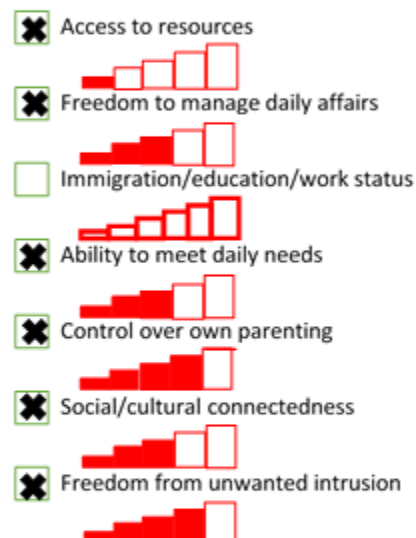 Access to resources
Freedom to manage daily affairs
Immigration/education/work status
Ability to meet daily needs
Control over own parenting
Social/cultural connectedness
Freedom from unwanted intrusion